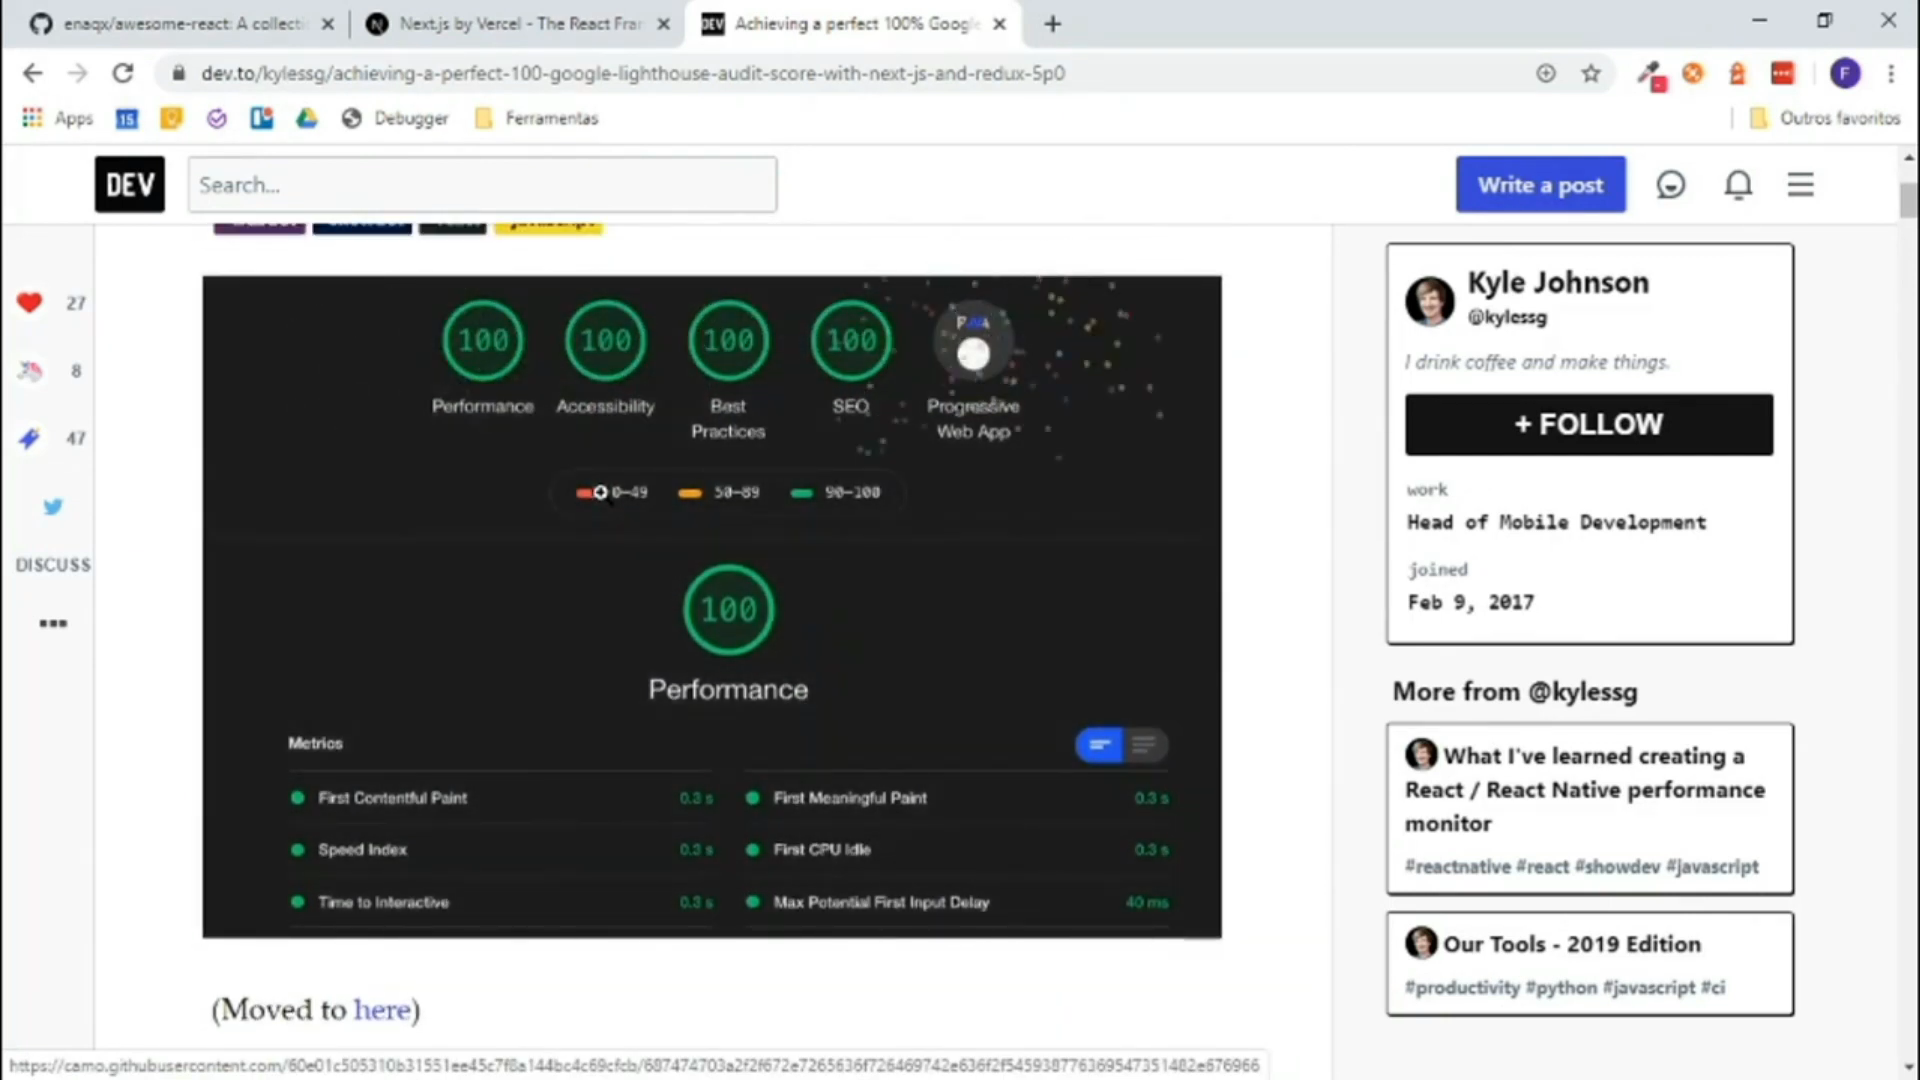 enaqx/awesome-react: A collecti
Next.js by Vercel - The React Fra
DEV Achieving a perfect 100% Googl
dev.to/kylessg/achieving-a-perfect-100-google-lighthouse-audit-score-with-next-js-and-redux-5p0
F
Apps
15
Debugger
Ferramentas
Outros favoritos
DEV
Search...
Write a post
javascript
27
8
47
DISCUSS
100
100
100
100
PWA
Performance
Accessibility
Best Practices
SEO
Progressive Web App
0–49
50–89
90–100
100
Performance
Metrics
First Contentful Paint 0.3 s
First Meaningful Paint 0.3 s
Speed Index 0.3 s
First CPU Idle 0.3 s
Time to Interactive 0.3 s
Max Potential First Input Delay 40 ms
(Moved to here)
Kyle Johnson
@kylessg
I drink coffee and make things.
+ FOLLOW
work
Head of Mobile Development
joined
Feb 9, 2017
More from @kylessg
What I've learned creating a
React / React Native performance
monitor
#reactnative #react #showdev #javascript
Our Tools - 2019 Edition
#productivity #python #javascript #ci